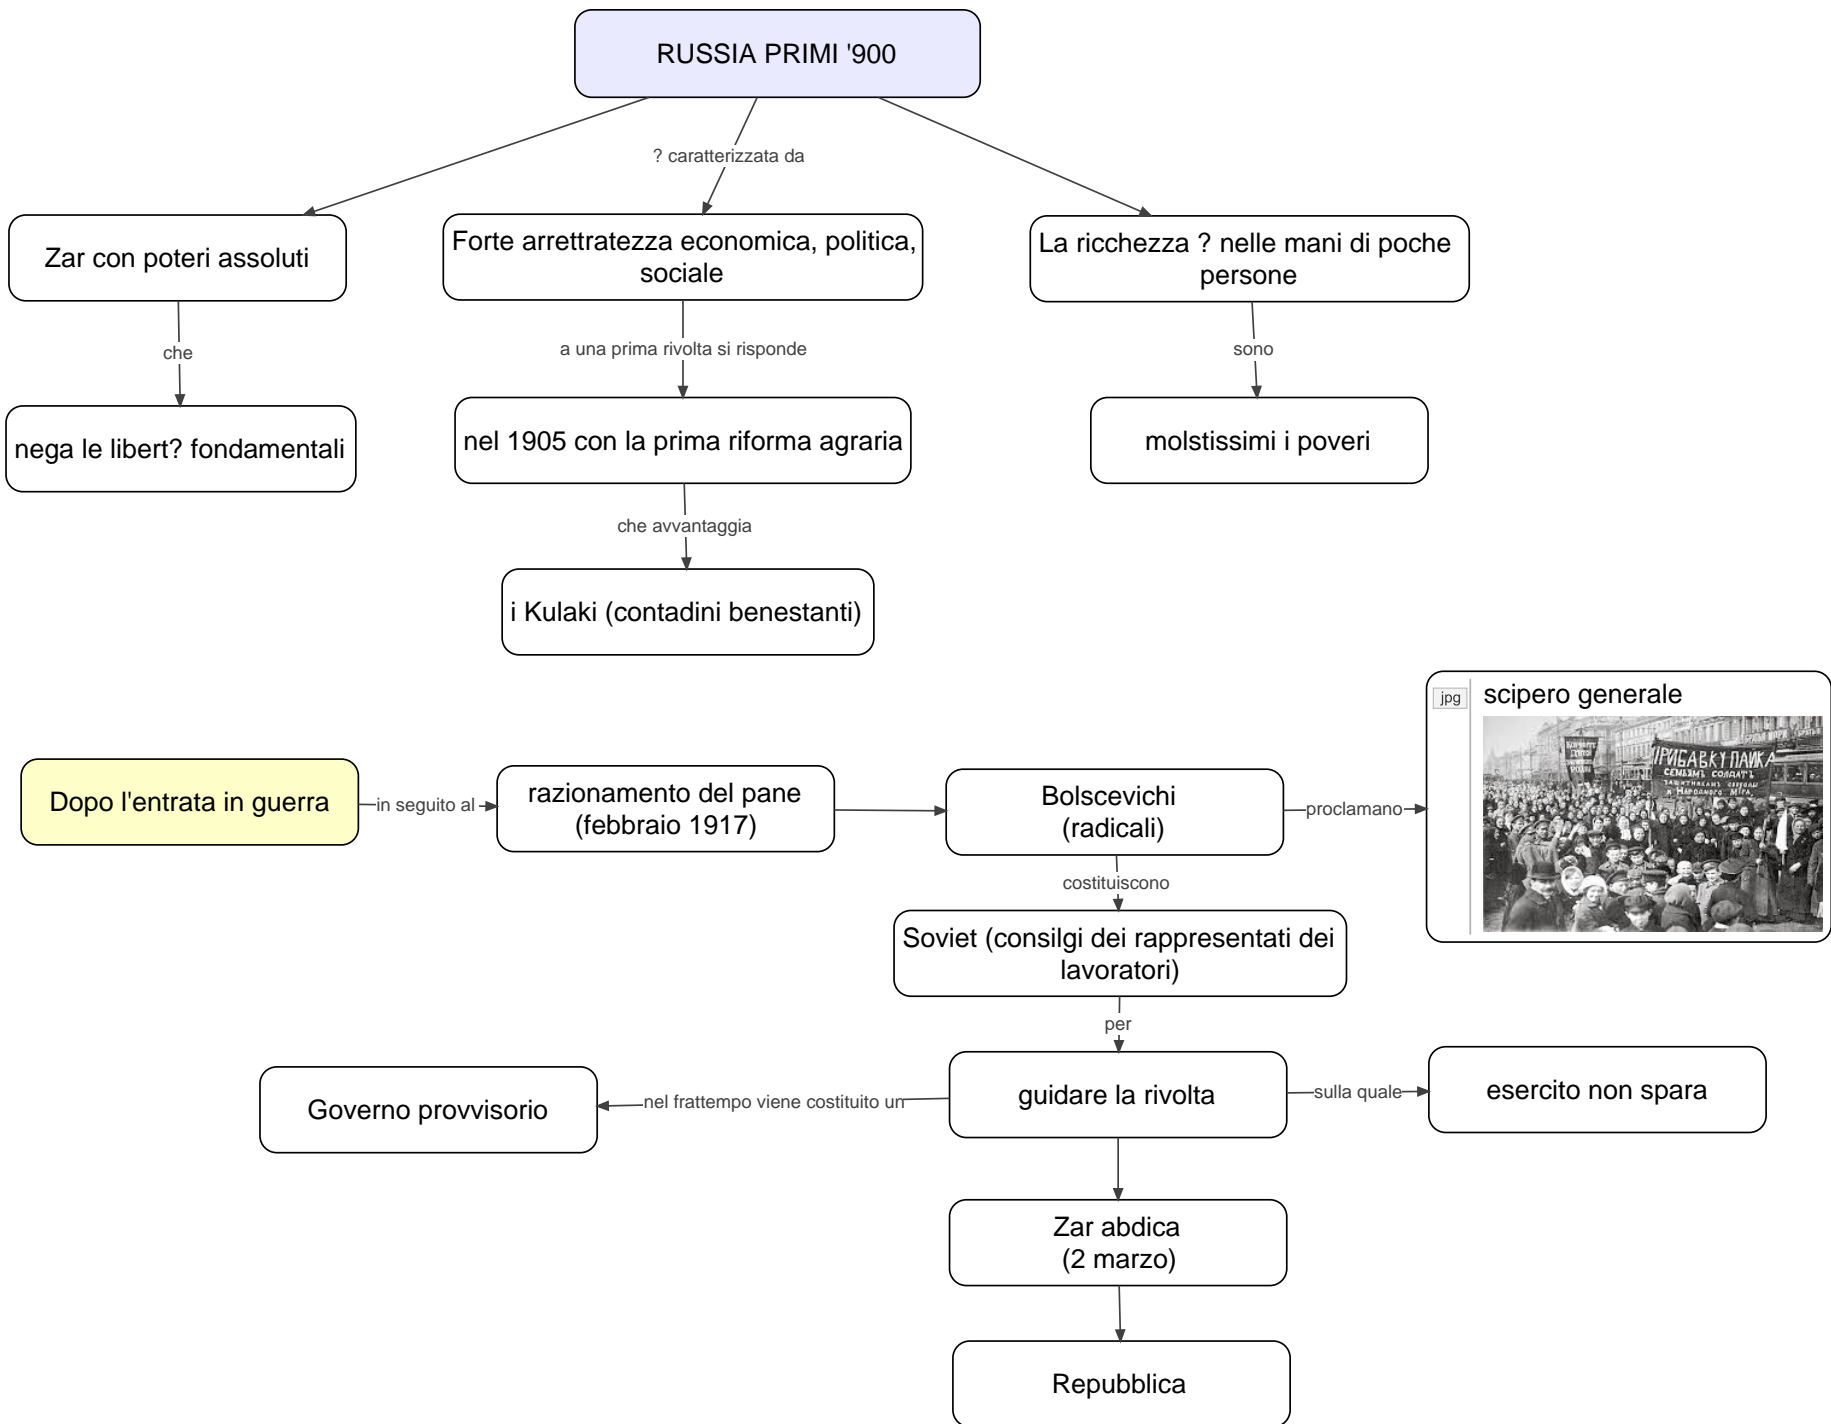 RUSSIA PRIMI '900
? caratterizzata da
Zar con poteri assoluti
Forte arrettratezza economica, politica,
sociale
La ricchezza ? nelle mani di poche
persone
che
a una prima rivolta si risponde
sono
nega le libert? fondamentali
nel 1905 con la prima riforma agraria
molstissimi i poveri
che avvantaggia
i Kulaki (contadini benestanti)
jpg
scipero generale
ПРИБАВКУ ПАЙКА
СЕМЬЯМЪ СОЛДАТЪ
Dopo l'entrata in guerra
in seguito al
razionamento del pane
(febbraio 1917)
Bolscevichi
(radicali)
proclamano
costituiscono
Soviet (consilgi dei rappresentati dei
lavoratori)
per
Governo provvisorio
nel frattempo viene costituito un
guidare la rivolta
sulla quale
esercito non spara
Zar abdica
(2 marzo)
Repubblica